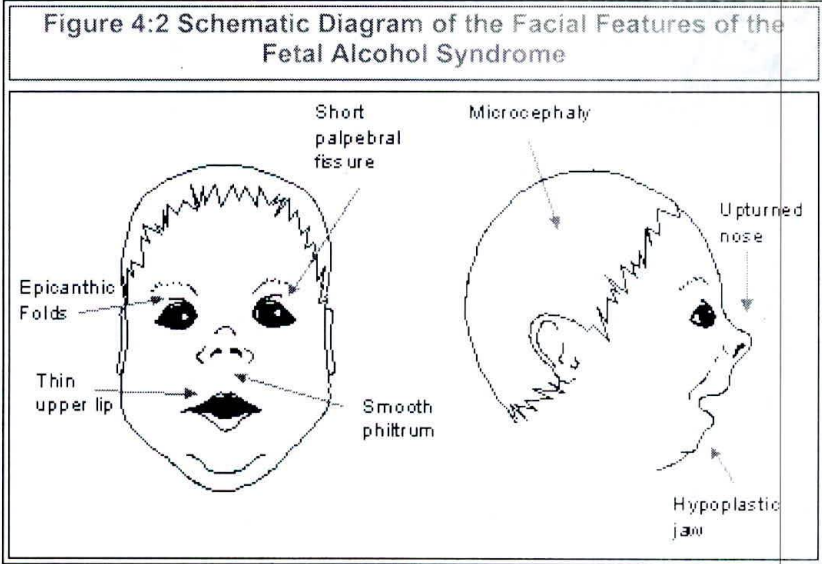 Figure 4:2 Schematic Diagram of the Facial Features of the
Fetal Alcohol Syndrome
Short
palpebral
fissure
Microcephaly
Upturned
nose
Epicanthic
Folds
Thin
upper lip
Smooth
philtrum
Hypoplastic
jaw